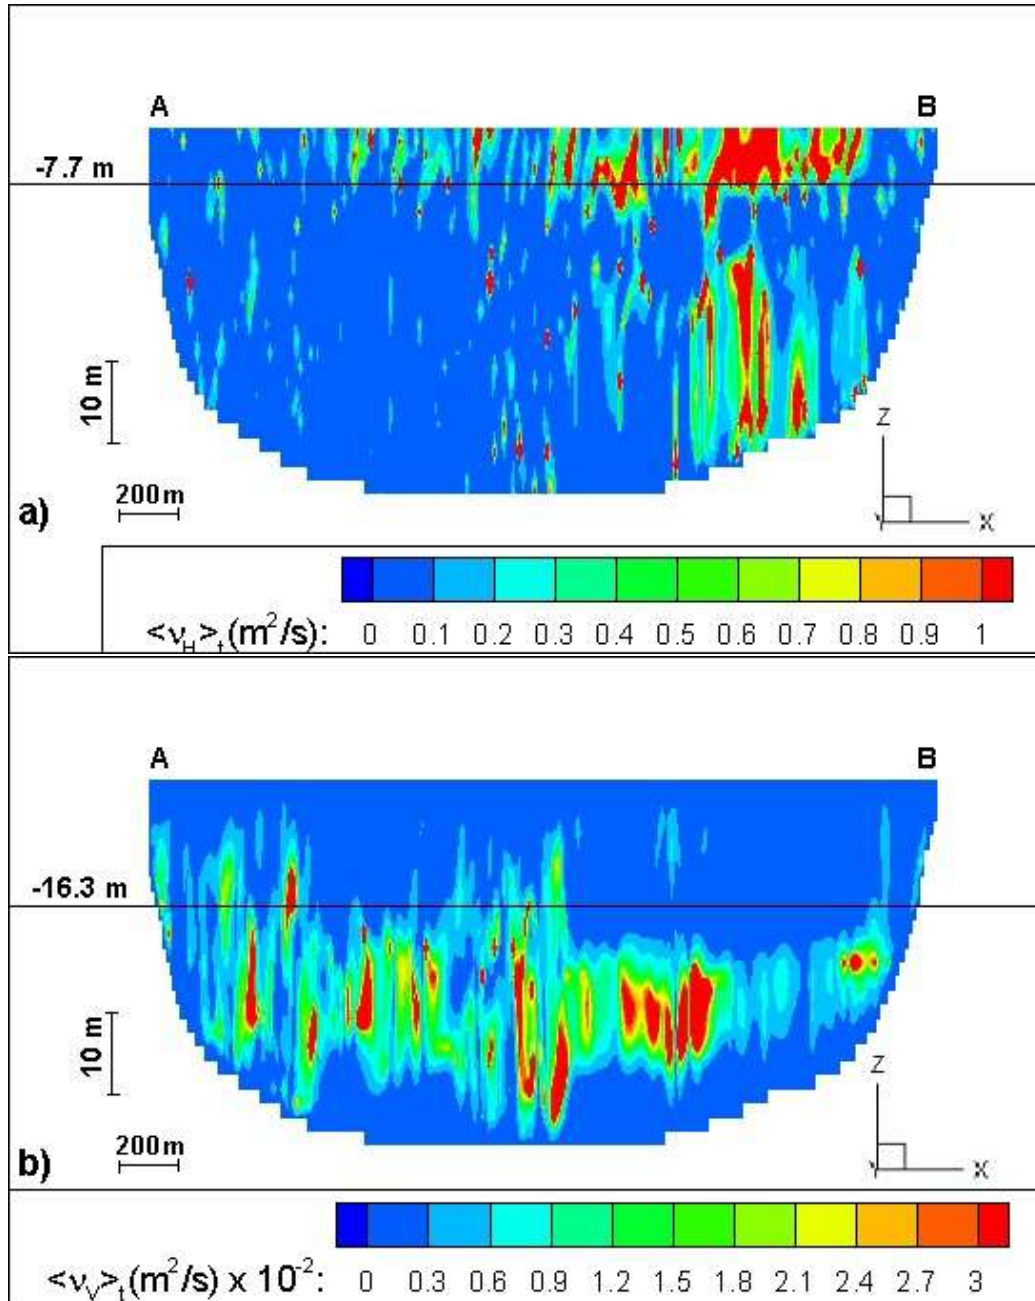 A B
-7.7 m
10 m
Z
200 m
X
a)
<ν_H>_t(m²/s): 0 0.1 0.2 0.3 0.4 0.5 0.6 0.7 0.8 0.9 1
A B
-16.3 m
10 m
Z
200 m
X
b)
<ν_V>_t(m²/s) x 10⁻²: 0 0.3 0.6 0.9 1.2 1.5 1.8 2.1 2.4 2.7 3